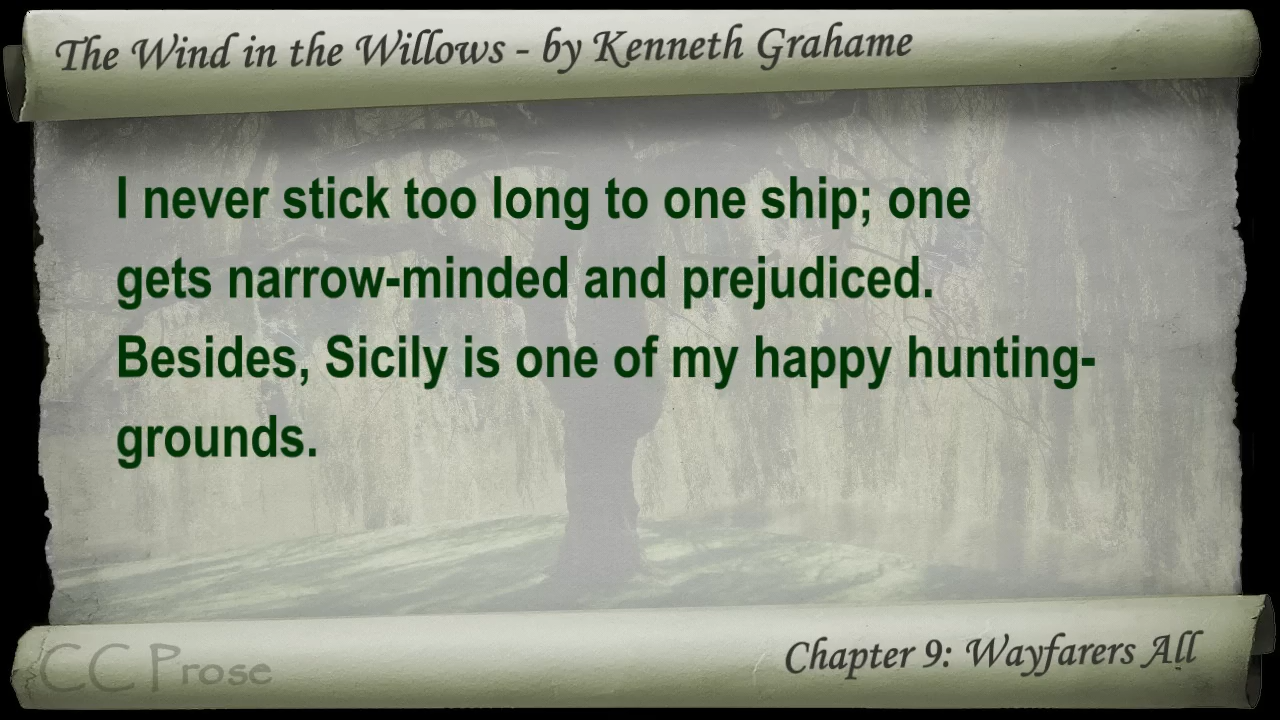 The Wind in the Willows - by Kenneth Grahame
I never stick too long to one ship; one
gets narrow-minded and prejudiced.
Besides, Sicily is one of my happy hunting-
grounds.
CC Prose
Chapter 9: Wayfarers All